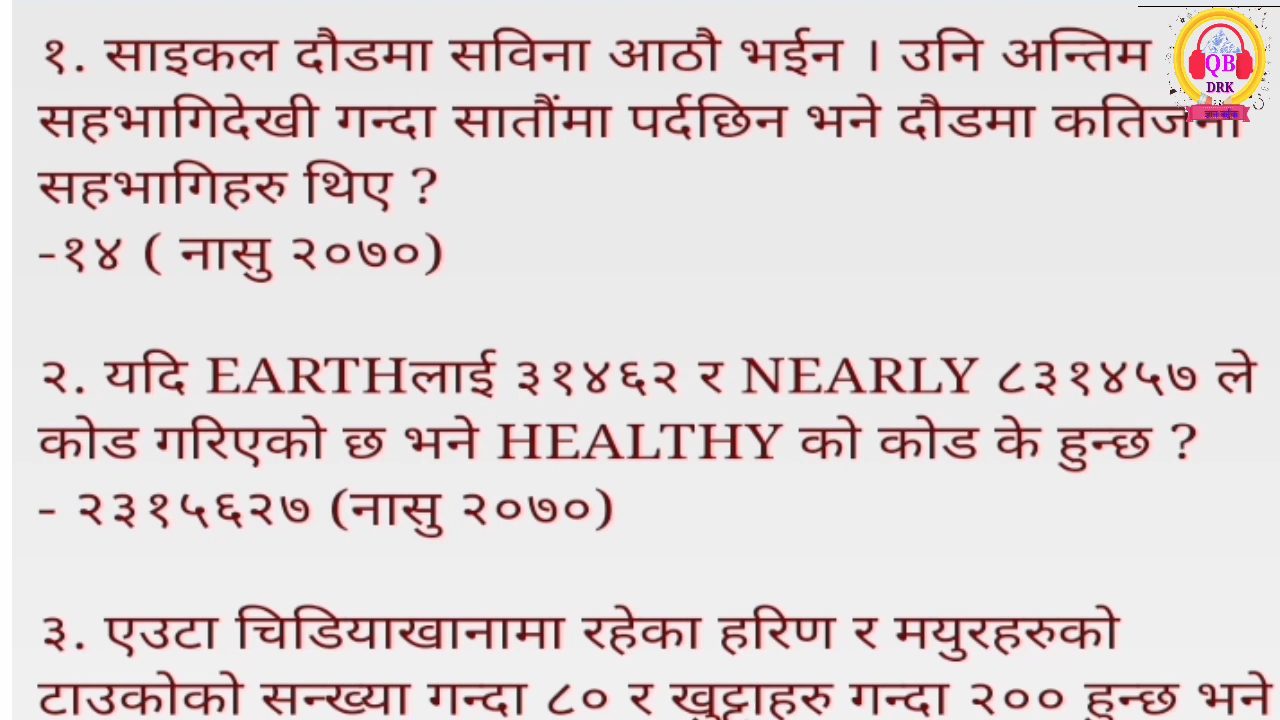 १. साइकल दौडमा सविना आठौ भईन । उनि अन्तिम
सहभागिदेखी गन्दा सातौंमा पर्दछिन भने दौडमा कतिजना
सहभागिहरु थिए ?
-१४ ( नासु २०७०)
२. यदि EARTHलाई ३१४६२ र NEARLY ८३१४५७ ले
कोड गरिएको छ भने HEALTHY को कोड के हुन्छ ?
- २३१५६२७ (नासु २०७०)
३. एउटा चिडियाखानामा रहेका हरिण र मयुरहरुको
टाउकोको सन्ख्या गन्दा ८० र खुट्टाहरु गन्दा २०० हुन्छ भने
QB
DRK